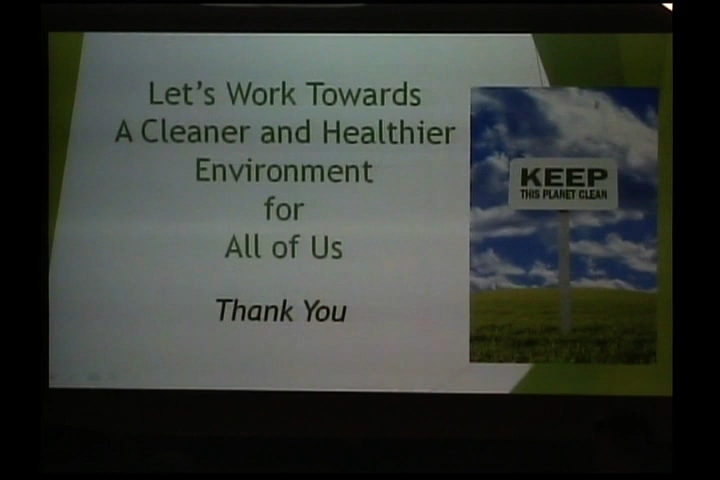 Let's Work Towards
A Cleaner and Healthier
Environment
for
All of Us
Thank You
KEEP
THIS PLANET CLEAN